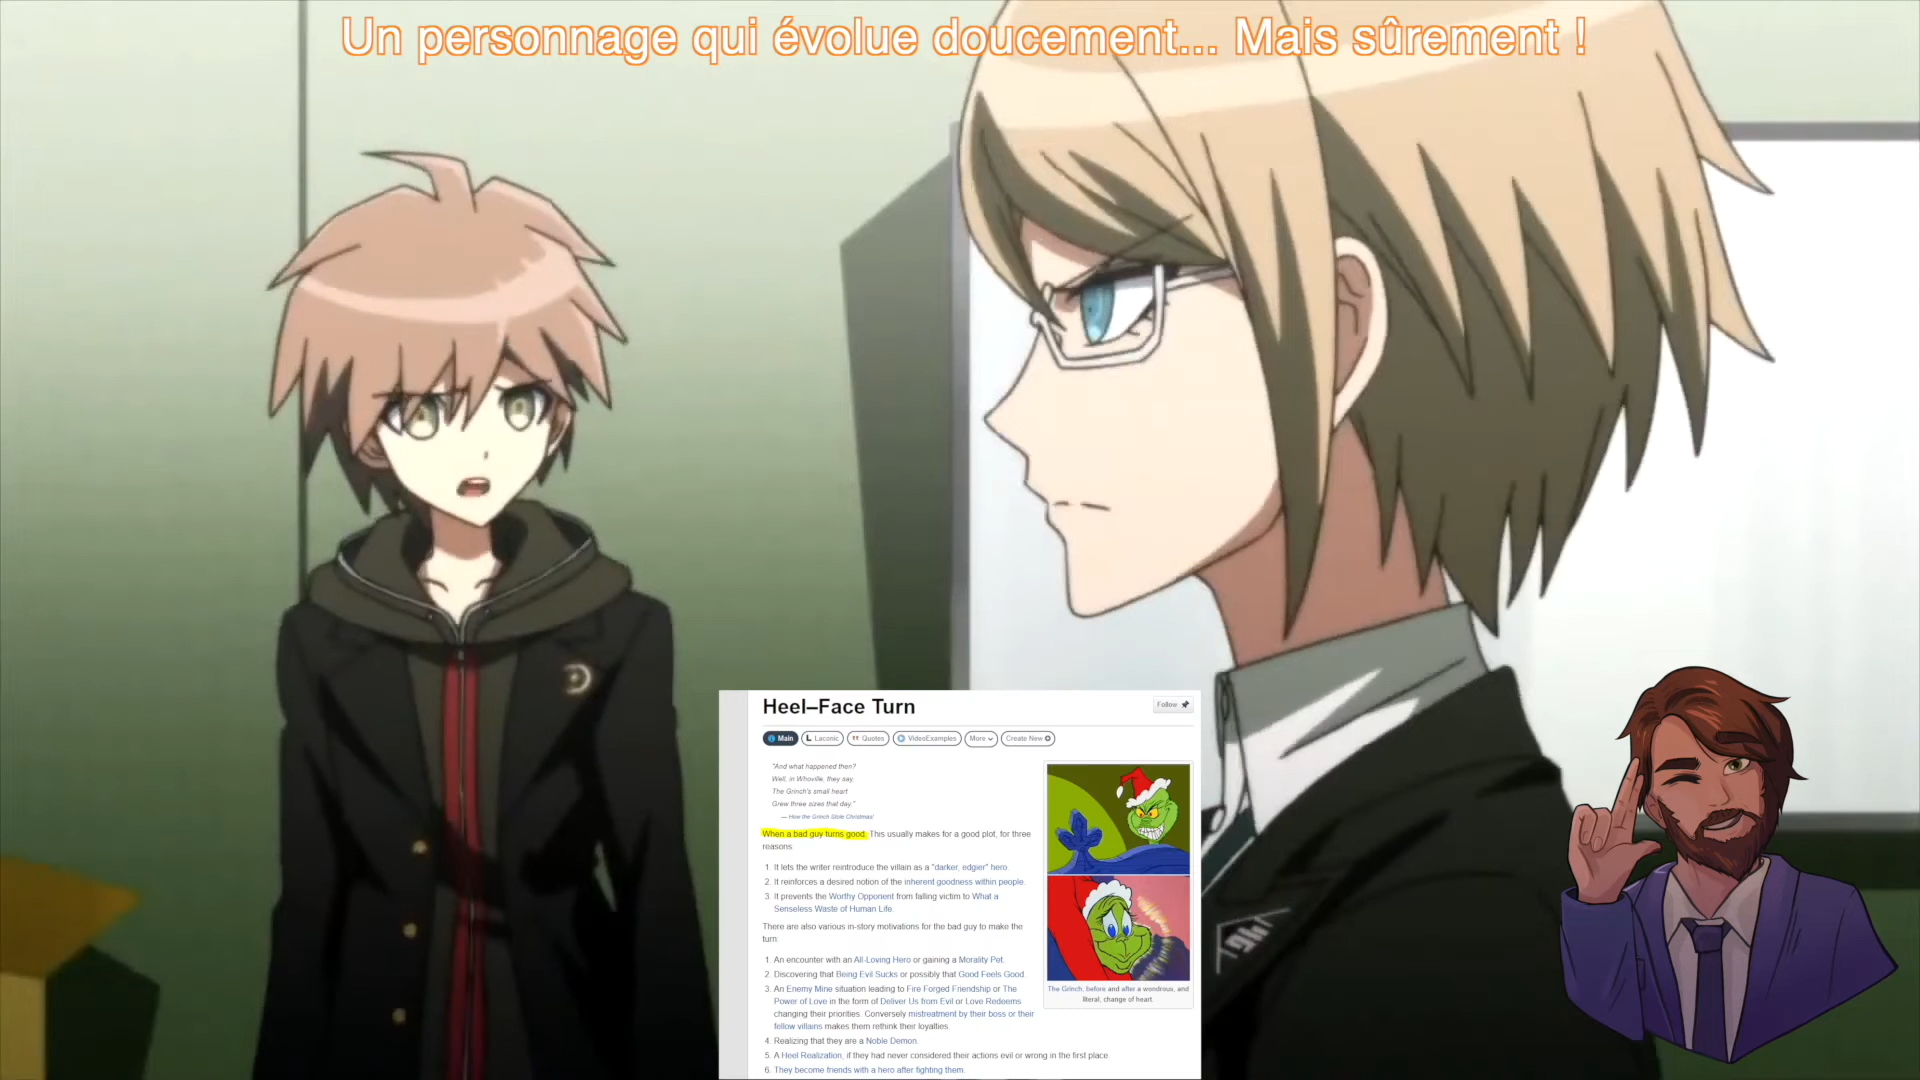 Un personnage qui évolue doucement... Mais sûrement !
Heel–Face Turn
Follow
Main
Laconic
Quotes
VideoExamples
More
Create New
"And what happened then?
Well, in Whoville, they say,
The Grinch's small heart
Grew three sizes that day."
— How the Grinch Stole Christmas!
When a bad guy turns good. This usually makes for a good plot, for three
reasons:
1. It lets the writer reintroduce the villain as a "darker, edgier" hero.
2. It reinforces a desired notion of the inherent goodness within people.
3. It prevents the Worthy Opponent from falling victim to What a
Senseless Waste of Human Life.
There are also various in-story motivations for the bad guy to make the
turn:
1. An encounter with an All-Loving Hero or gaining a Morality Pet.
2. Discovering that Being Evil Sucks or possibly that Good Feels Good.
3. An Enemy Mine situation leading to Fire Forged Friendship or The
Power of Love in the form of Deliver Us from Evil or Love Redeems
changing their priorities. Conversely mistreatment by their boss or their
fellow villains makes them rethink their loyalties.
4. Realizing that they are a Noble Demon.
5. A Heel Realization, if they had never considered their actions evil or wrong in the first place
6. They become friends with a hero after fighting them.
The Grinch, before and after a wondrous, and
literal, change of heart.